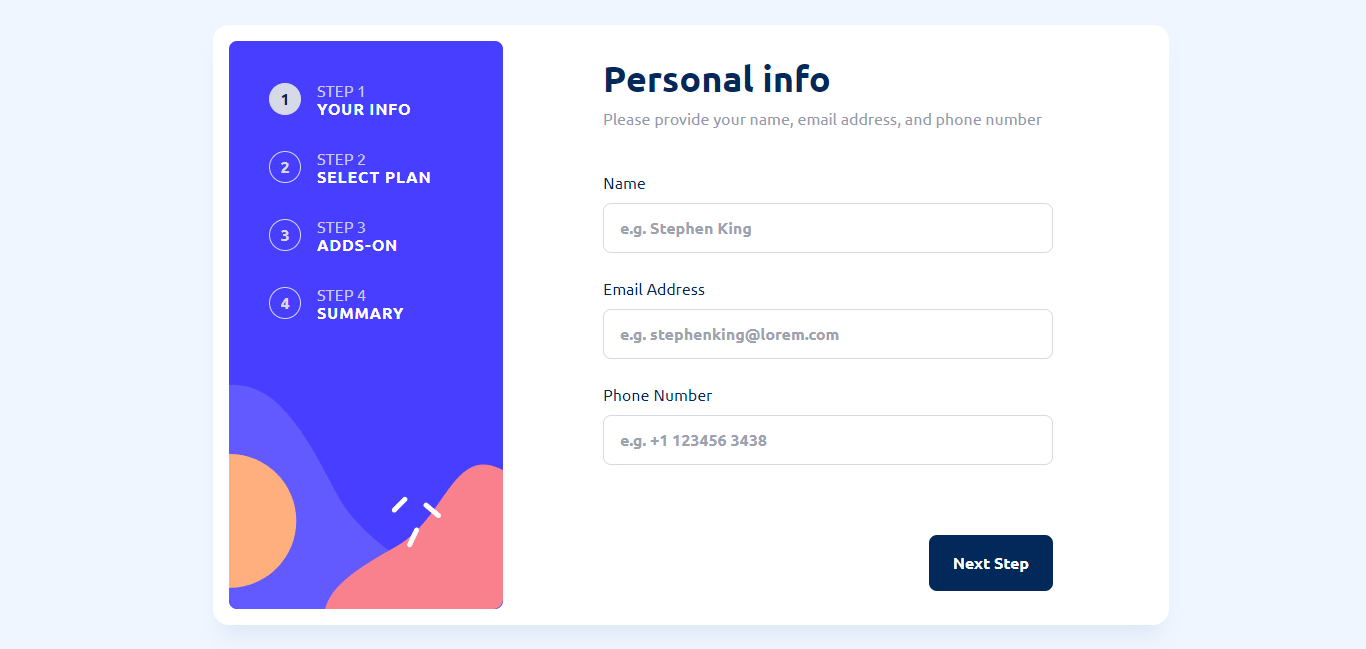 1
STEP 1
YOUR INFO
2
STEP 2
SELECT PLAN
3
STEP 3
ADDS-ON
4
STEP 4
SUMMARY
Personal info
Please provide your name, email address, and phone number
Name
e.g. Stephen King
Email Address
e.g. stephenking@lorem.com
Phone Number
e.g. +1 123456 3438
Next Step